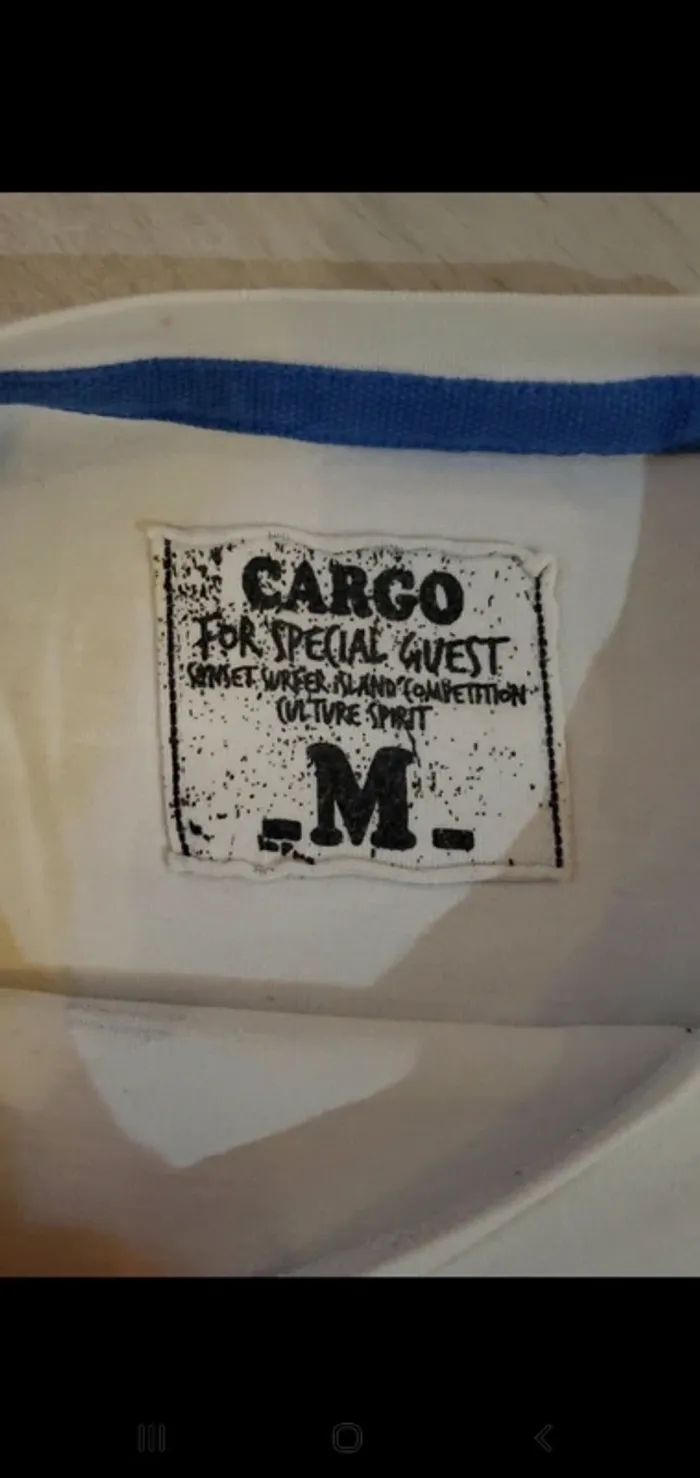 CARGO
FOR SPECIAL GUEST
SUNSET SURFER ISLAND COMPETITION
CULTURE SPIRIT
- M -